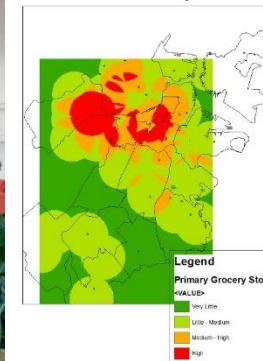 Legend
Primary Grocery Sto
<VALUE>
Very Little
Little - Medium
Medium - High
High